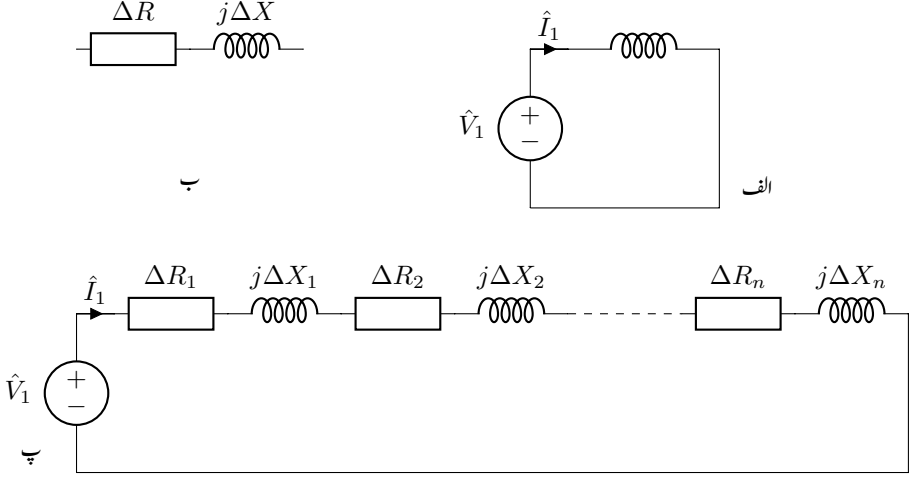 ΔR jΔX
Î₁
V̂₁
+
−
ب
الف
ΔR₁ jΔX₁ ΔR₂ jΔX₂ ΔRₙ jΔXₙ
Î₁
V̂₁
+
−
پ